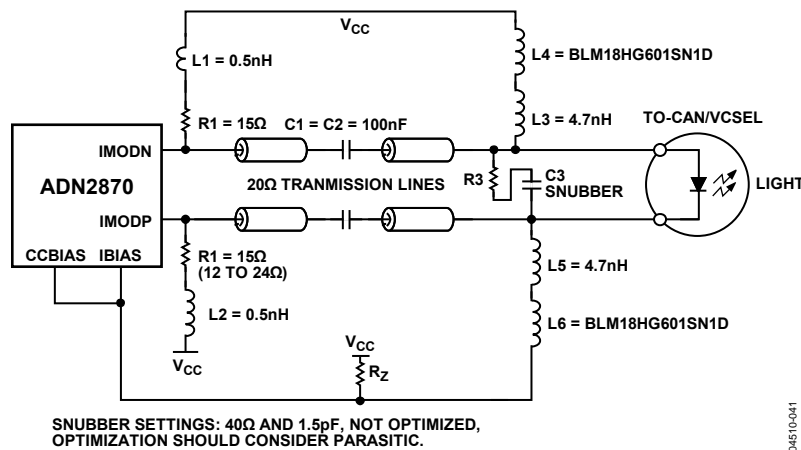 VCC
L1 = 0.5nH
L4 = BLM18HG601SN1D
R1 = 15Ω
C1 = C2 = 100nF
L3 = 4.7nH
TO-CAN/VCSEL
IMODN
ADN2870
20Ω TRANMISSION LINES
R3
C3
SNUBBER
LIGHT
IMODP
CCBIAS
IBIAS
R1 = 15Ω
(12 TO 24Ω)
L5 = 4.7nH
L2 = 0.5nH
L6 = BLM18HG601SN1D
VCC
VCC
RZ
SNUBBER SETTINGS: 40Ω AND 1.5pF, NOT OPTIMIZED,
OPTIMIZATION SHOULD CONSIDER PARASITIC.
04510-041